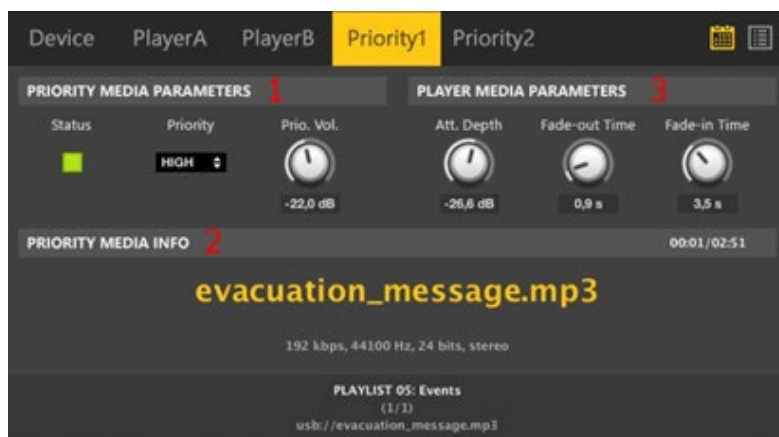 Device PlayerA PlayerB Priority1 Priority2
PRIORITY MEDIA PARAMETERS 1
PLAYER MEDIA PARAMETERS 3
Status Priority Prio. Vol. Att. Depth Fade-out Time Fade-in Time
HIGH
-22,0 dB -26,6 dB 0,9 s 3,5 s
PRIORITY MEDIA INFO 2 00:01/02:51
evacuation_message.mp3
192 kbps, 44100 Hz, 24 bits, stereo
PLAYLIST 05: Events
(1/1)
usb://evacuation_message.mp3